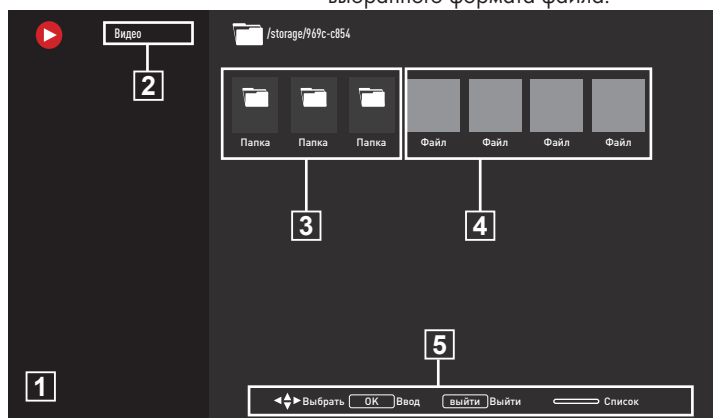 выбранного формата файла.
Видео
/storage/969c-c854
2
Папка Папка Папка Файл Файл Файл Файл
3 4
5
1
Выбрать OK Ввод выйти Выйти Список